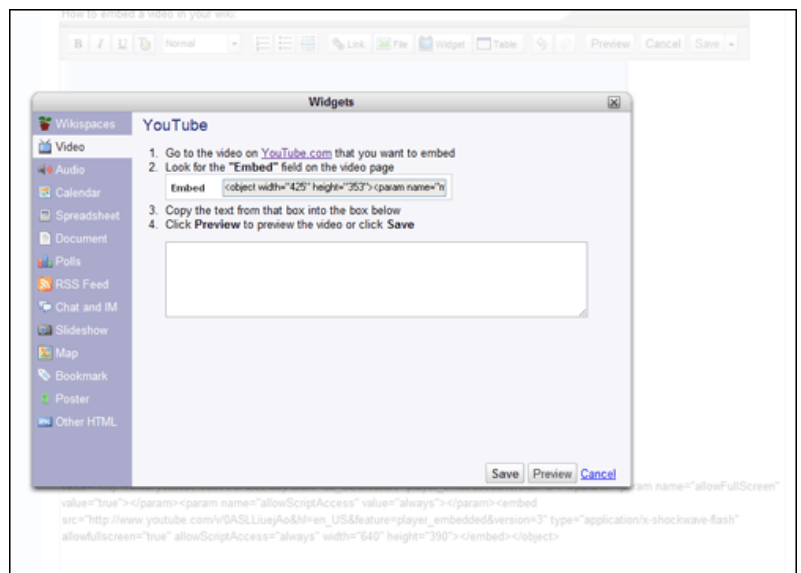 How to embed a video in your wiki:
B I U Normal Link File Widget Table Preview Cancel Save
Widgets
Wikispaces
Video
Audio
Calendar
Spreadsheet
Document
Polls
RSS Feed
Chat and IM
Slideshow
Map
Bookmark
Poster
Other HTML
YouTube
1. Go to the video on YouTube.com that you want to embed
2. Look for the "Embed" field on the video page
Embed <object width="425" height="353"><param name="n
3. Copy the text from that box into the box below
4. Click Preview to preview the video or click Save
Save Preview Cancel
ram name="allowFullScreen"
value="true"></param><param name="allowScriptAccess" value="always"></param><embed
src="http://www.youtube.com/v/0ASLLiuejAo&hl=en_US&feature=player_embedded&version=3" type="application/x-shockwave-flash"
allowfullscreen="true" allowScriptAccess="always" width="640" height="390"></embed></object>